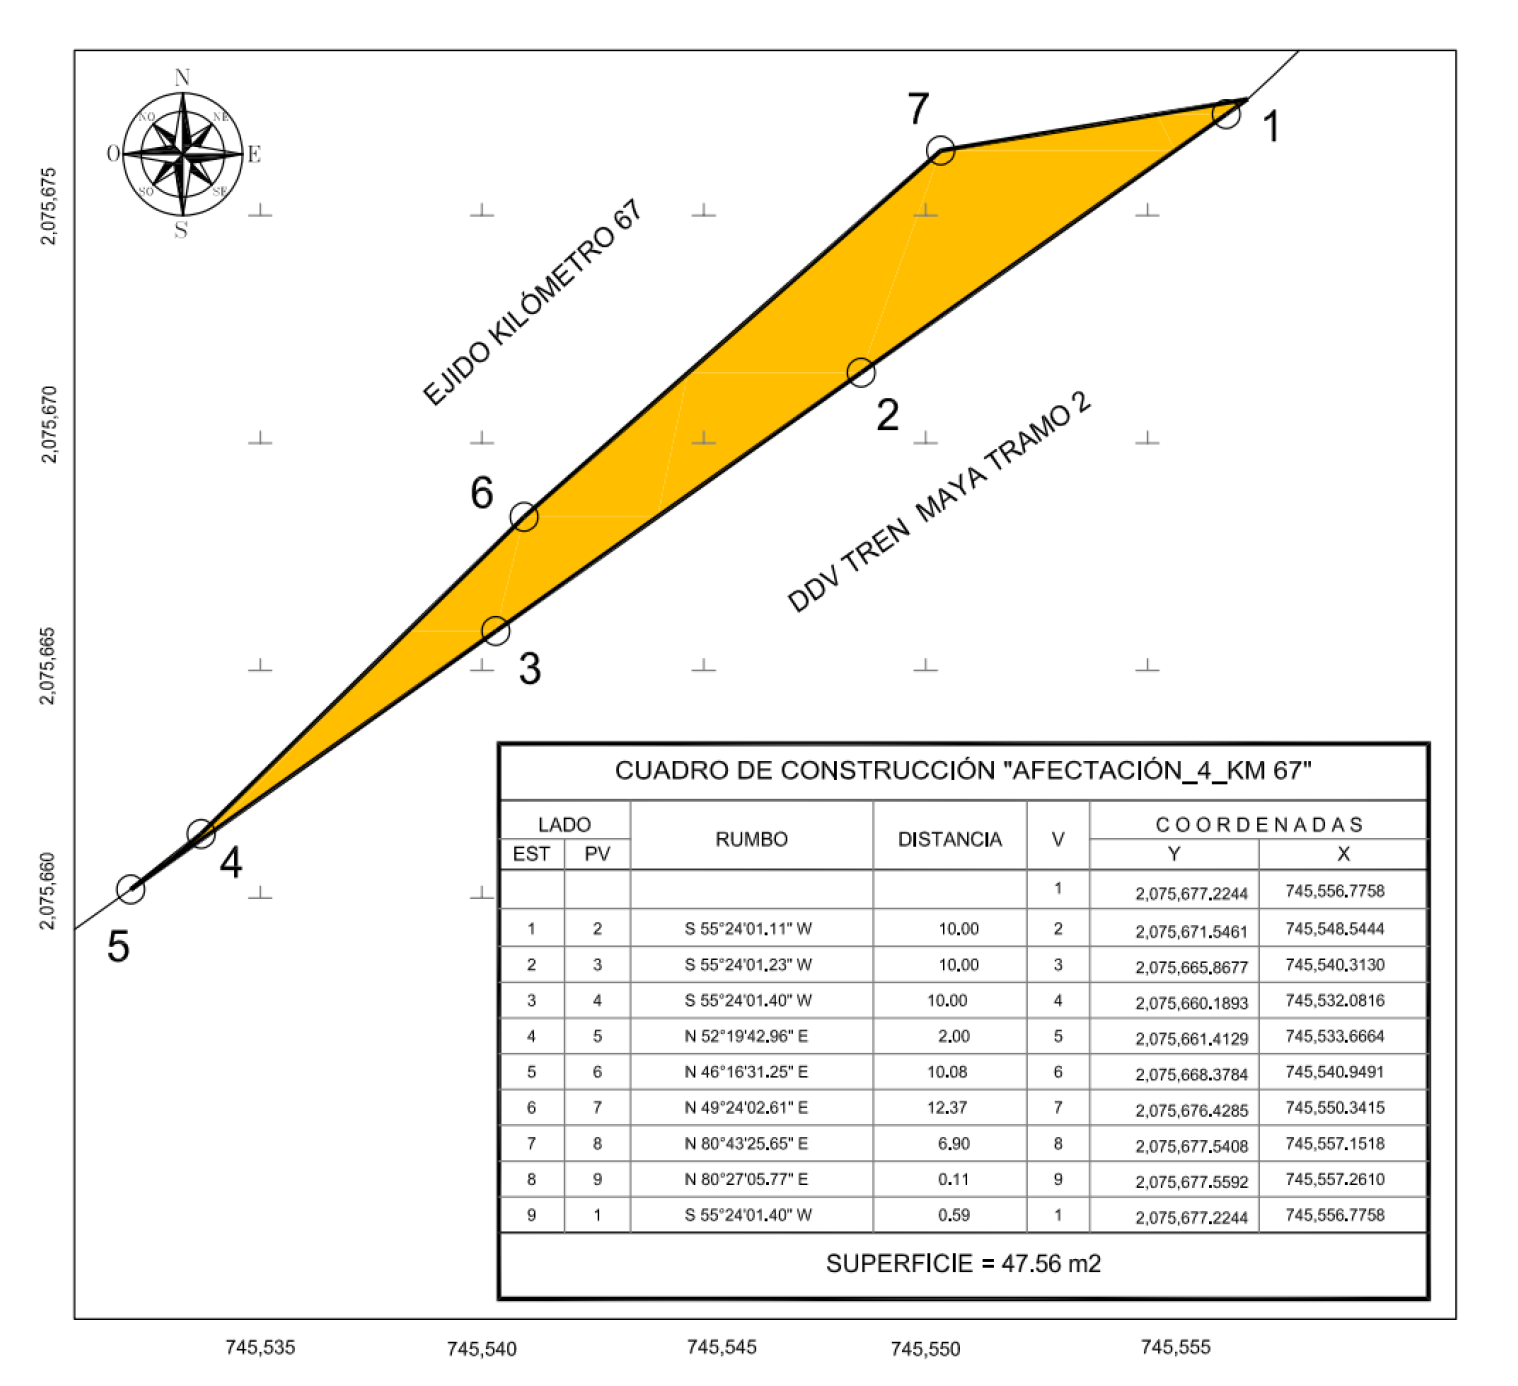 N
NO NE
O E
SO SE
S
7
1
2,075,675
EJIDO KILÓMETRO 67
2
2,075,670
DDV TREN MAYA TRAMO 2
6
3
2,075,665
4
2,075,660
5
CUADRO DE CONSTRUCCIÓN "AFECTACIÓN_4_KM 67"
LADO RUMBO DISTANCIA V COORDENADAS
EST PV Y X
1 2,075,677.2244 745,556.7758
1 2 S 55°24'01.11" W 10.00 2 2,075,671.5461 745,548.5444
2 3 S 55°24'01.23" W 10.00 3 2,075,665.8677 745,540.3130
3 4 S 55°24'01.40" W 10.00 4 2,075,660.1893 745,532.0816
4 5 N 52°19'42.96" E 2.00 5 2,075,661.4129 745,533.6664
5 6 N 46°16'31.25" E 10.08 6 2,075,668.3784 745,540.9491
6 7 N 49°24'02.61" E 12.37 7 2,075,676.4285 745,550.3415
7 8 N 80°43'25.65" E 6.90 8 2,075,677.5408 745,557.1518
8 9 N 80°27'05.77" E 0.11 9 2,075,677.5592 745,557.2610
9 1 S 55°24'01.40" W 0.59 1 2,075,677.2244 745,556.7758
SUPERFICIE = 47.56 m2
745,535 745,540 745,545 745,550 745,555